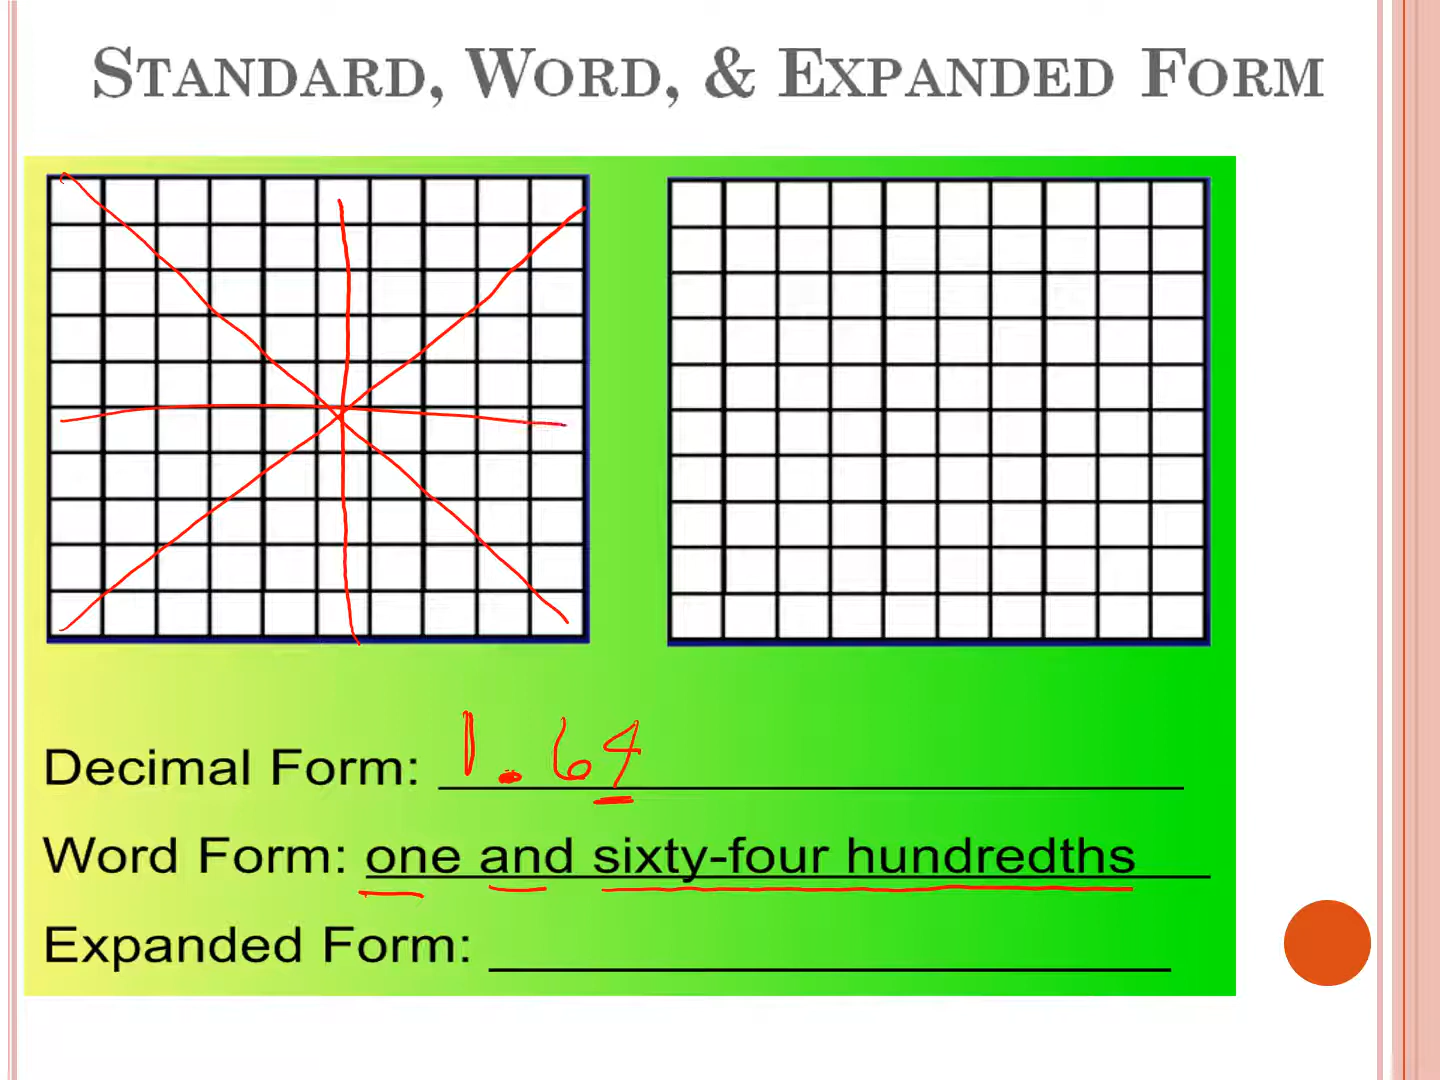 STANDARD, WORD, & EXPANDED FORM
Decimal Form: 1.64
Word Form: one and sixty-four hundredths
Expanded Form: